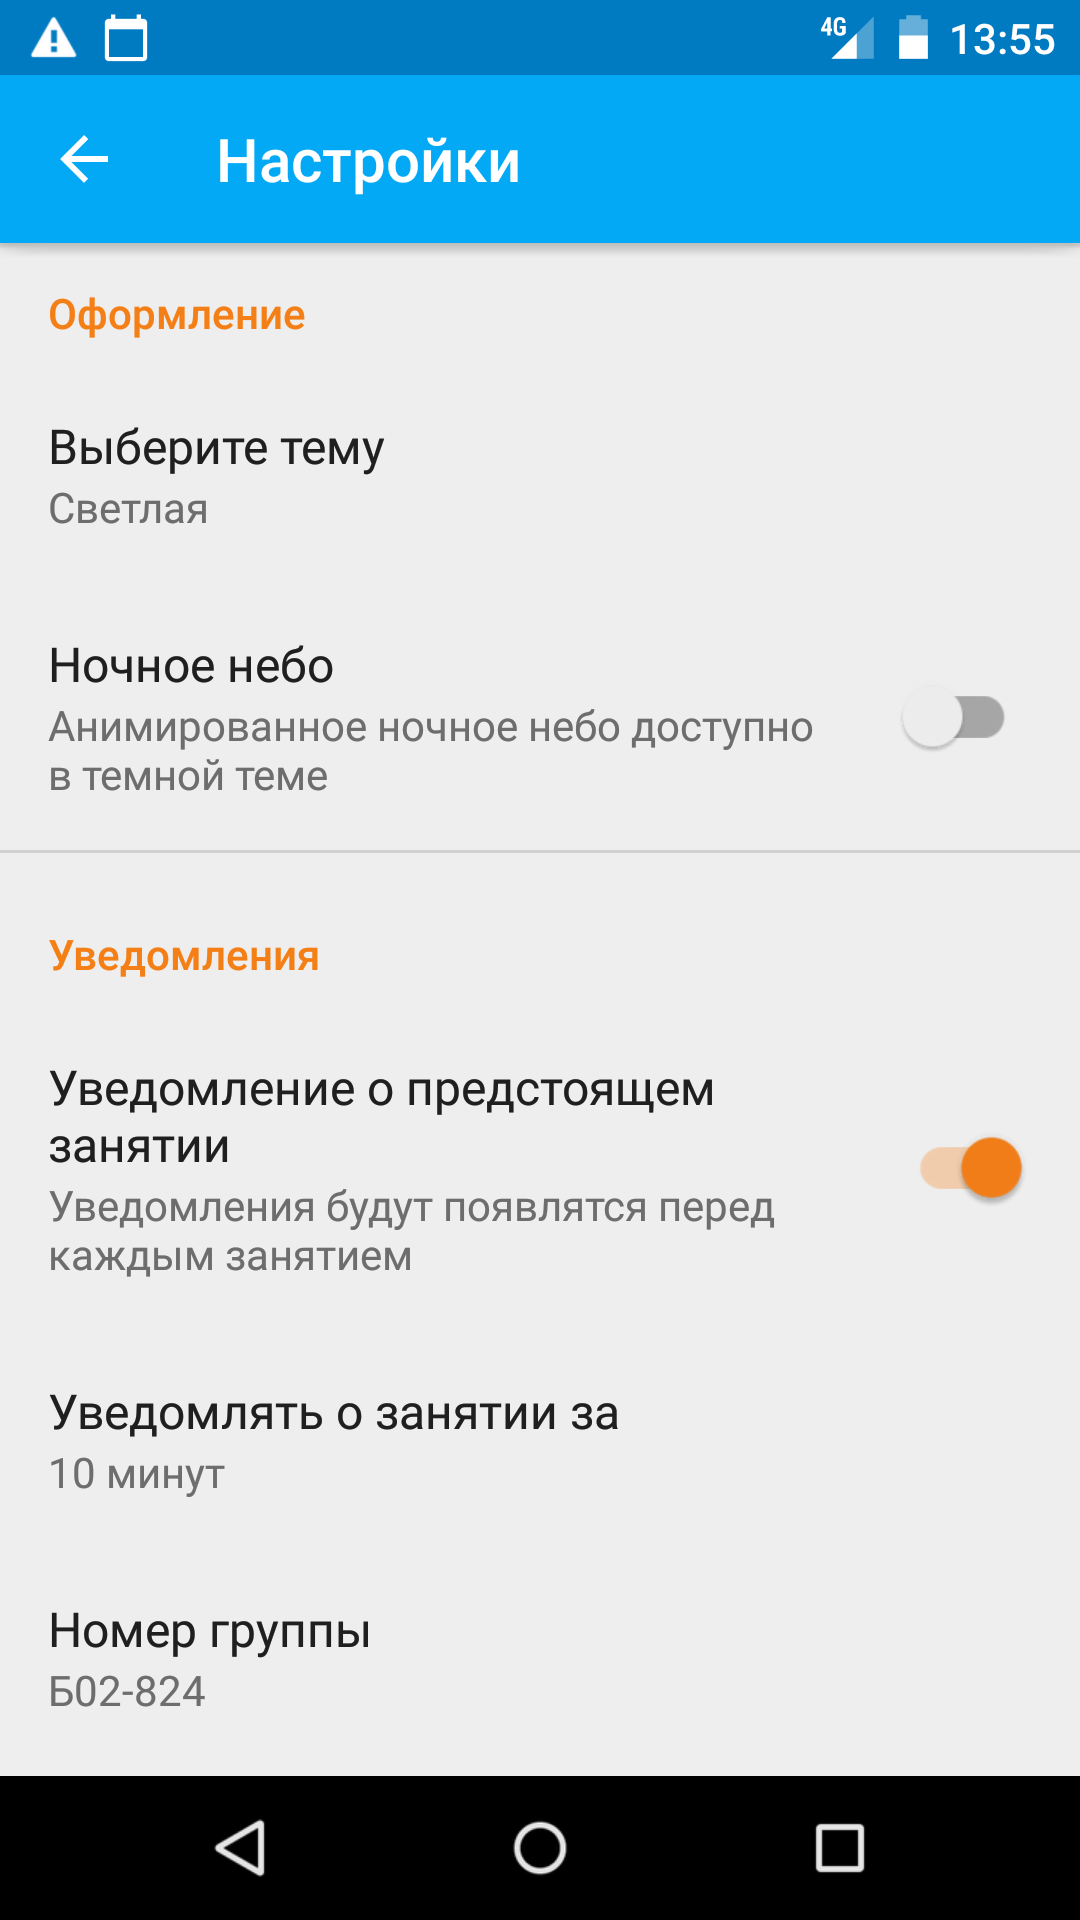 4G 13:55
Настройки
Оформление
Выберите тему
Светлая
Ночное небо
Анимированное ночное небо доступно
в темной теме
Уведомления
Уведомление о предстоящем
занятии
Уведомления будут появлятся перед
каждым занятием
Уведомлять о занятии за
10 минут
Номер группы
Б02-824